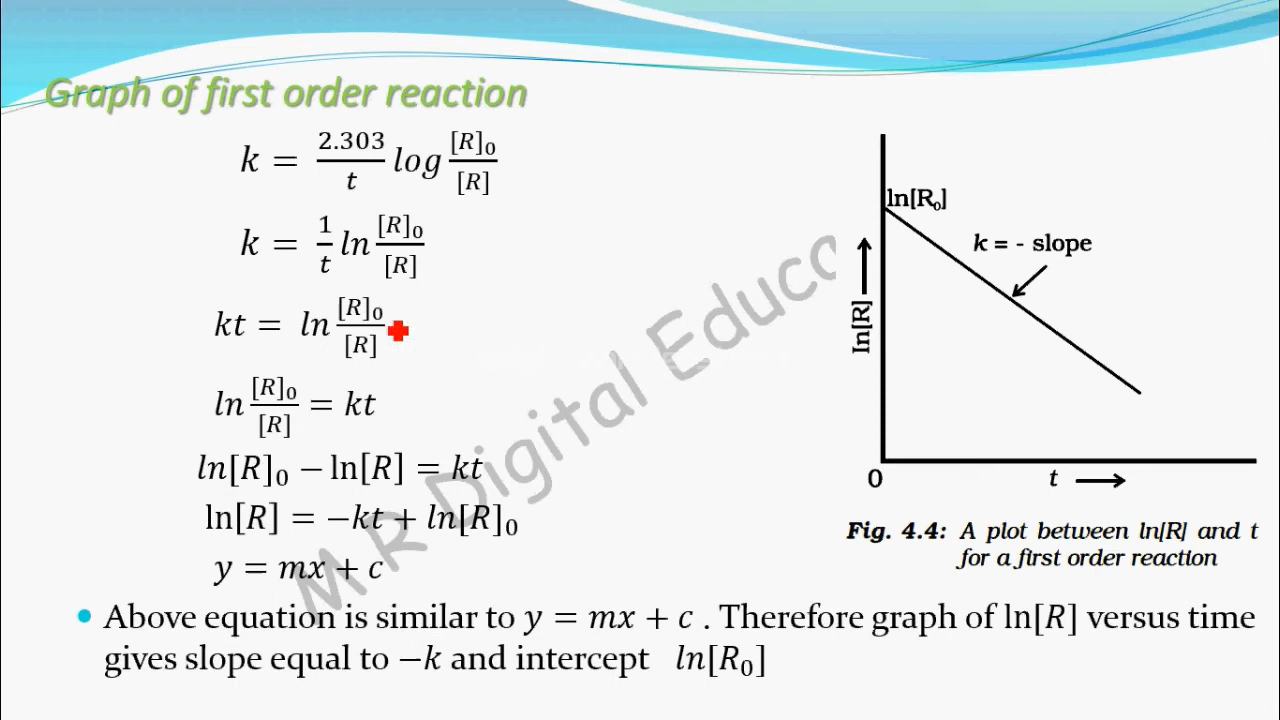 Graph of first order reaction
k = 2.303/t log [R]₀/[R]
k = 1/t ln [R]₀/[R]
kt = ln [R]₀/[R]
ln [R]₀/[R] = kt
ln[R]₀ − ln[R] = kt
ln[R] = −kt + ln[R]₀
y = mx + c
Above equation is similar to y = mx + c . Therefore graph of ln[R] versus time
gives slope equal to −k and intercept ln[R₀]
ln[R₀]
k = - slope
ln[R]
0
t
Fig. 4.4: A plot between ln[R] and t
for a first order reaction
M R Digital Educa